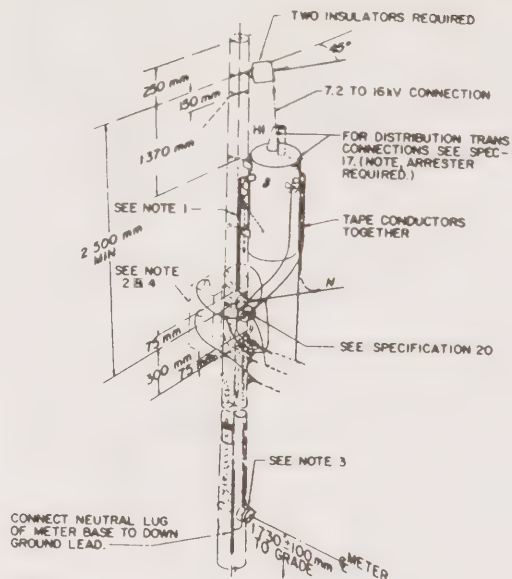 TWO INSULATORS REQUIRED
45°
250 mm
150 mm
7.2 TO 16kV CONNECTION
H1
1370 mm
FOR DISTRIBUTION TRANS
CONNECTIONS SEE SPEC-
17. (NOTE, ARRESTER
REQUIRED.)
SEE NOTE 1
TAPE CONDUCTORS
TOGETHER
2 500 mm
MIN
SEE NOTE
2 & 4
N
75 mm
SEE SPECIFICATION 20
300 mm
75 mm
SEE NOTE 3
CONNECT NEUTRAL LUG
OF METER BASE TO DOWN
GROUND LEAD.
1730 ± 100 mm
TO GRADE
METER